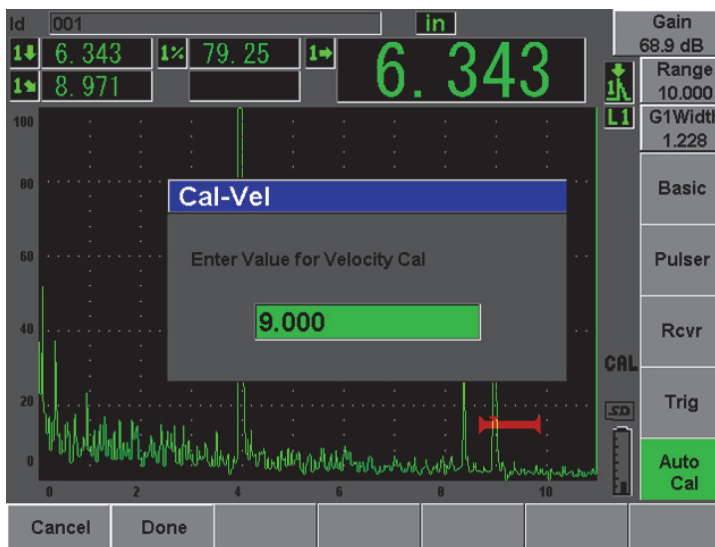 Id 001 in Gain
68.9 dB
1 6.343 1% 79.25 1 6.343
Range
10.000
1 8.971 1
L1
G1Width
1.228
100
80
60
40
20
0
0 2 4 6 8 10
Cal-Vel
Enter Value for Velocity Cal
9.000
Basic
Pulser
Rcvr
CAL
Trig
SD
Auto
Cal
Cancel Done